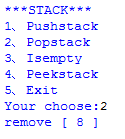 ***STACK***
1、Pushstack
2、Popstack
3、Isempty
4、Peekstack
5、Exit
Your choose:2
remove [ 8 ]